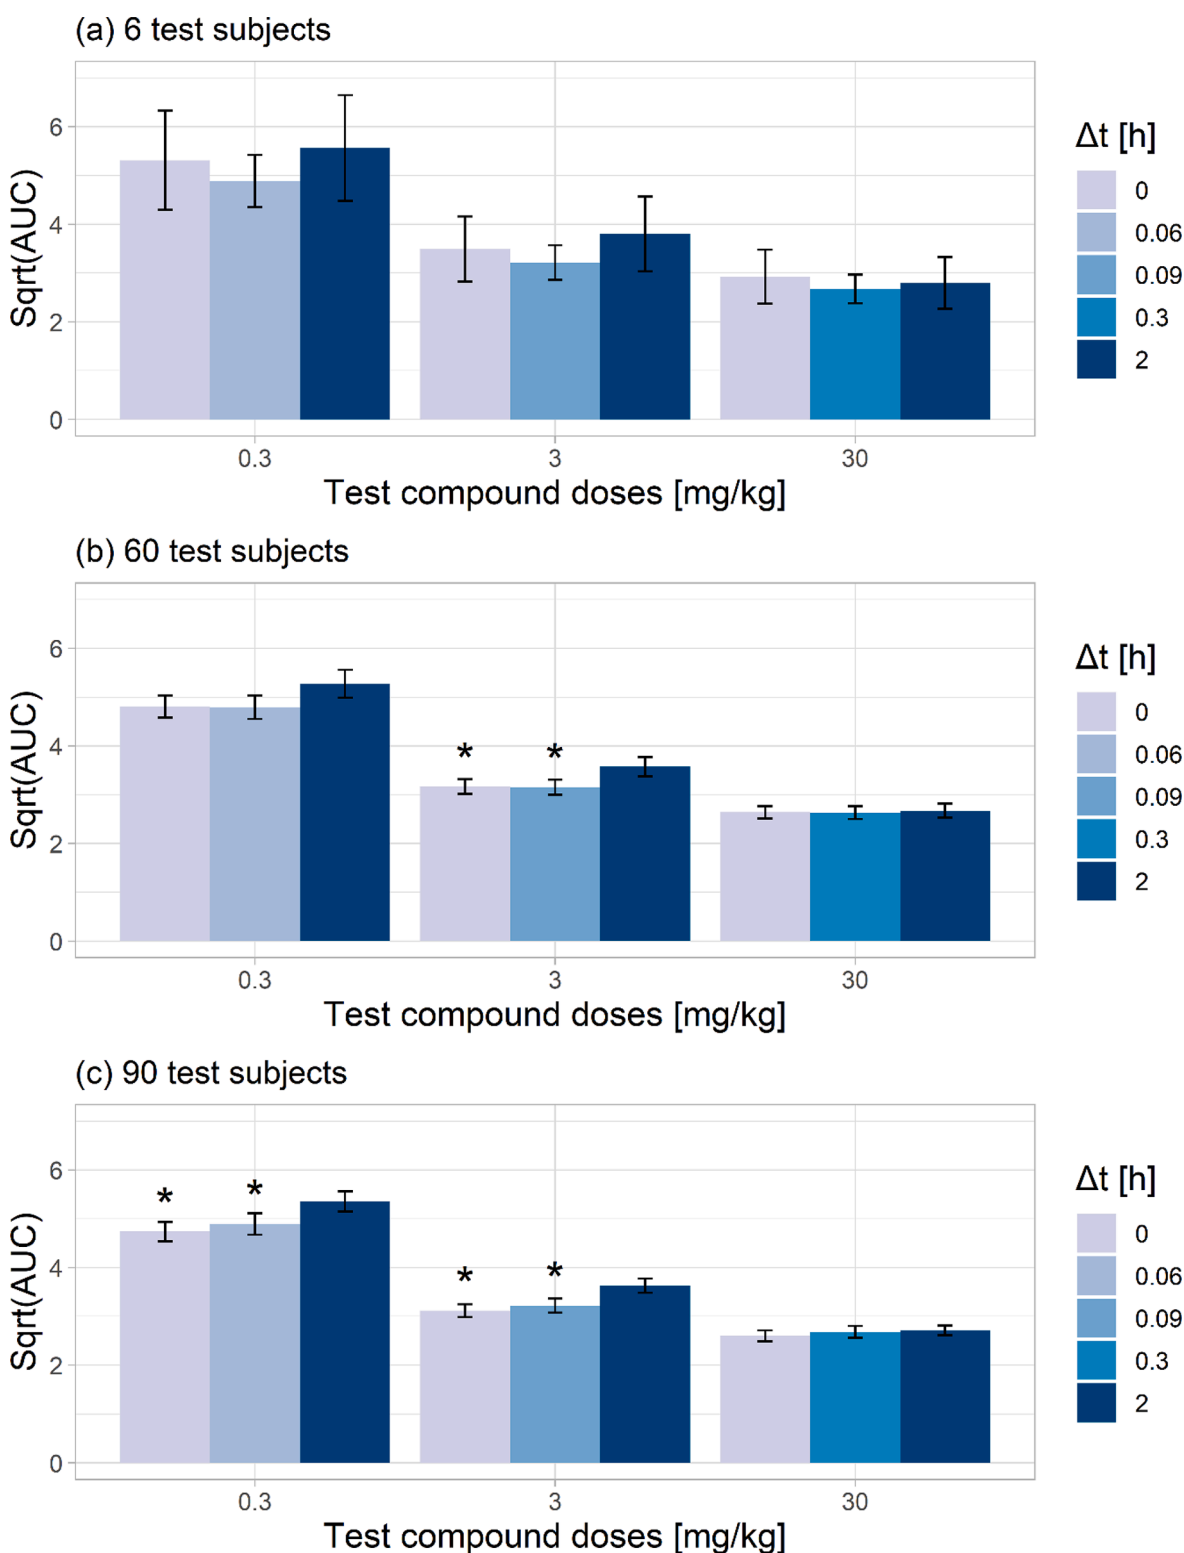 (a) 6 test subjects
Sqrt(AUC)
6
4
2
0
0.3 3 30
Test compound doses [mg/kg]
Δt [h]
0
0.06
0.09
0.3
2
(b) 60 test subjects
Sqrt(AUC)
6
4
2
0
* *
0.3 3 30
Test compound doses [mg/kg]
Δt [h]
0
0.06
0.09
0.3
2
(c) 90 test subjects
Sqrt(AUC)
6
4
2
0
* *
* *
0.3 3 30
Test compound doses [mg/kg]
Δt [h]
0
0.06
0.09
0.3
2